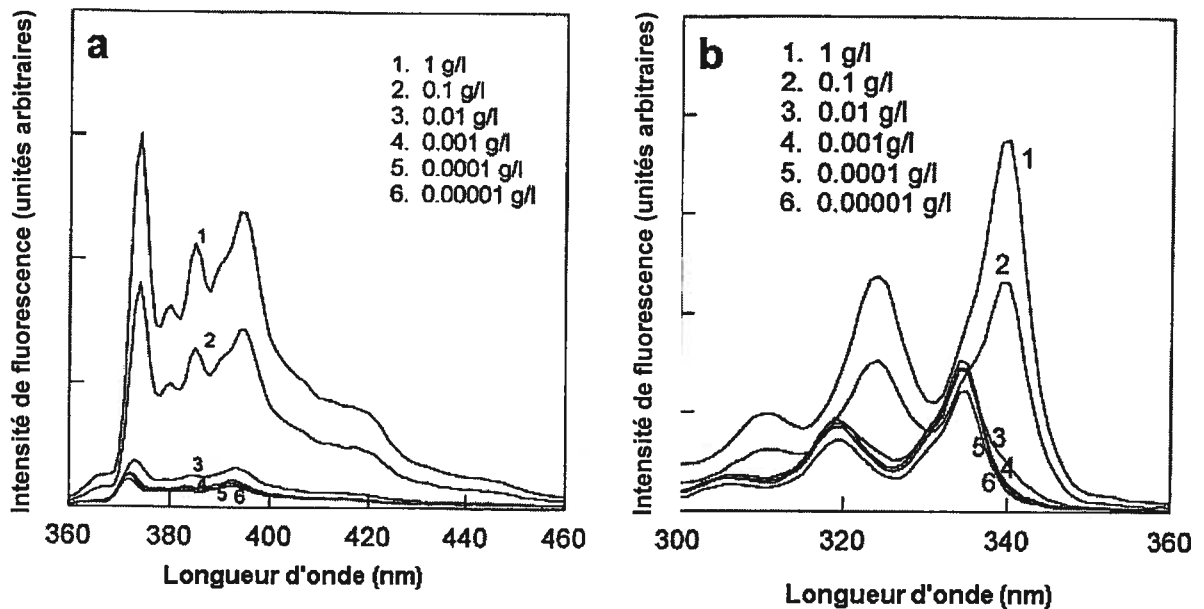 a
1. 1 g/l
2. 0.1 g/l
3. 0.01 g/l
4. 0.001 g/l
5. 0.0001 g/l
6. 0.00001 g/l
1
2
3
4
5
6
Intensité de fluorescence (unités arbitraires)
360
380
400
420
440
460
Longueur d'onde (nm)
b
1. 1 g/l
2. 0.1 g/l
3. 0.01 g/l
4. 0.001g/l
5. 0.0001 g/l
6. 0.00001 g/l
1
2
3
4
5
6
Intensité de fluorescence (unités arbitraires)
300
320
340
360
Longueur d'onde (nm)